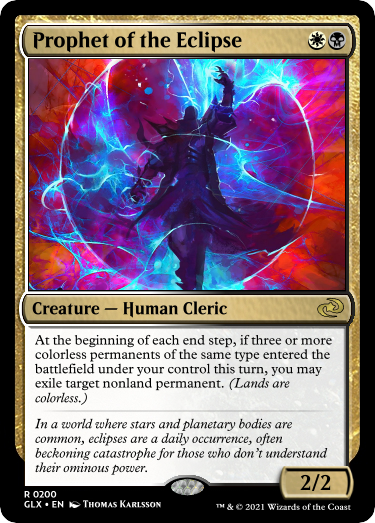 Prophet of the Eclipse
Creature — Human Cleric
At the beginning of each end step, if three or more
colorless permanents of the same type entered the
battlefield under your control this turn, you may
exile target nonland permanent. (Lands are
colorless.)
In a world where stars and planetary bodies are
common, eclipses are a daily occurrence, often
beckoning catastrophe for those who don't understand
their ominous power.
2/2
R 0200
GLX • EN Thomas Karlsson
™ & © 2021 Wizards of the Coast